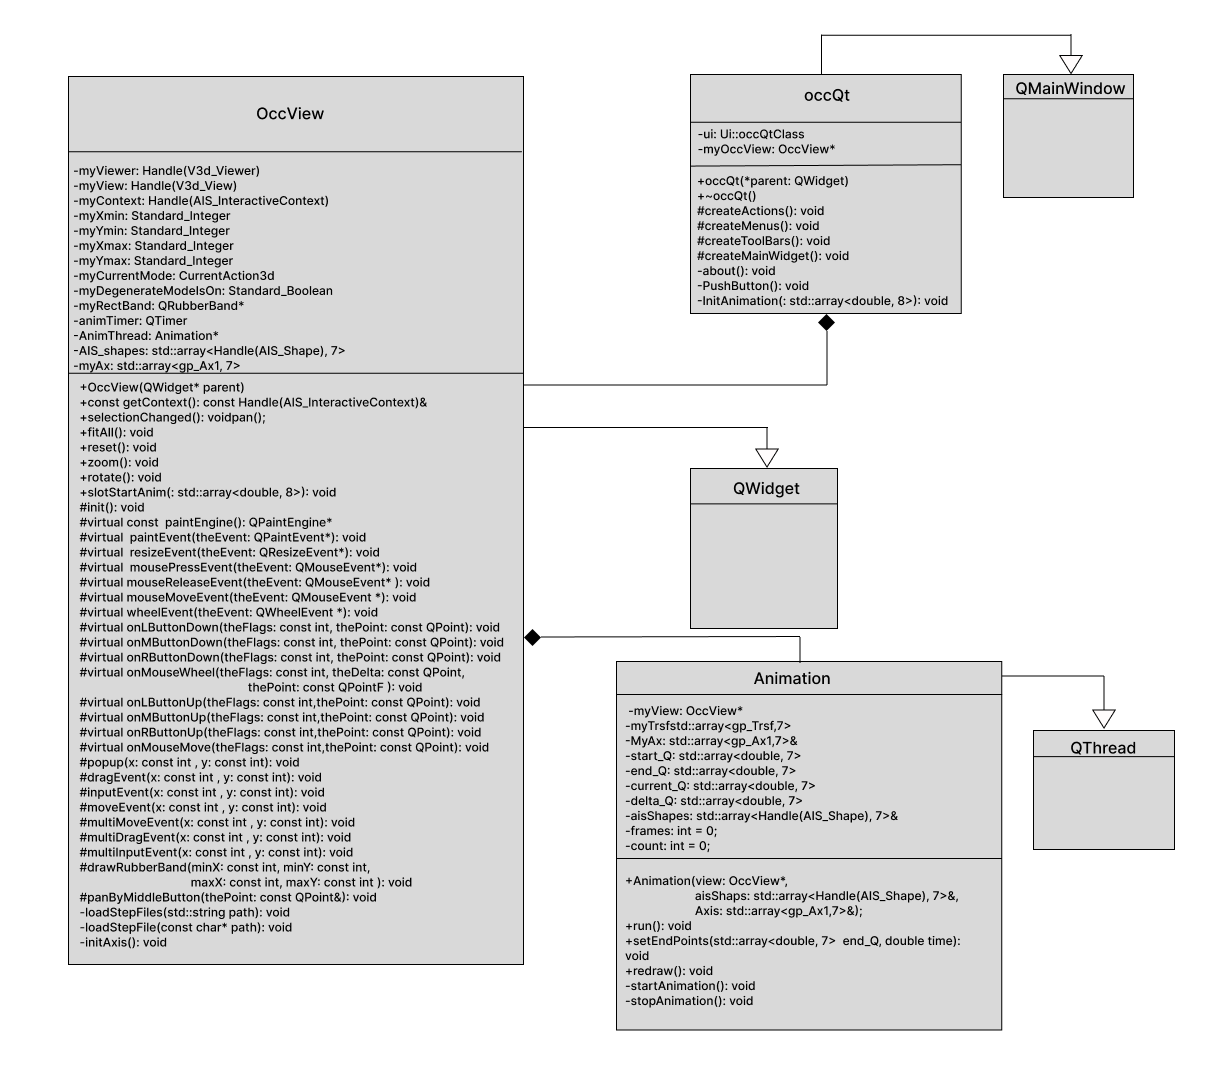 OccView
-myViewer: Handle(V3d_Viewer)
-myView: Handle(V3d_View)
-myContext: Handle(AIS_InteractiveContext)
-myXmin: Standard_Integer
-myYmin: Standard_Integer
-myXmax: Standard_Integer
-myYmax: Standard_Integer
-myCurrentMode: CurrentAction3d
-myDegenerateModeIsOn: Standard_Boolean
-myRectBand: QRubberBand*
-animTimer: QTimer
-AnimThread: Animation*
-AIS_shapes: std::array<Handle(AIS_Shape), 7>
-myAx: std::array<gp_Ax1, 7>
+OccView(QWidget* parent)
+const getContext(): const Handle(AIS_InteractiveContext)&
+selectionChanged(): voidpan();
+fitAll(): void
+reset(): void
+zoom(): void
+rotate(): void
+slotStartAnim(: std::array<double, 8>): void
#init(): void
#virtual const  paintEngine(): QPaintEngine*
#virtual  paintEvent(theEvent: QPaintEvent*): void
#virtual  resizeEvent(theEvent: QResizeEvent*): void
#virtual  mousePressEvent(theEvent: QMouseEvent*): void
#virtual mouseReleaseEvent(theEvent: QMouseEvent* ): void
#virtual mouseMoveEvent(theEvent: QMouseEvent *): void
#virtual wheelEvent(theEvent: QWheelEvent *): void
#virtual onLButtonDown(theFlags: const int, thePoint: const QPoint): void
#virtual onMButtonDown(theFlags: const int, thePoint: const QPoint): void
#virtual onRButtonDown(theFlags: const int, thePoint: const QPoint): void
#virtual onMouseWheel(theFlags: const int, theDelta: const QPoint,
thePoint: const QPointF ): void
#virtual onLButtonUp(theFlags: const int,thePoint: const QPoint): void
#virtual onMButtonUp(theFlags: const int,thePoint: const QPoint): void
#virtual onRButtonUp(theFlags: const int,thePoint: const QPoint): void
#virtual onMouseMove(theFlags: const int,thePoint: const QPoint): void
#popup(x: const int , y: const int): void
#dragEvent(x: const int , y: const int): void
#inputEvent(x: const int , y: const int): void
#moveEvent(x: const int , y: const int): void
#multiMoveEvent(x: const int , y: const int): void
#multiDragEvent(x: const int , y: const int): void
#multiInputEvent(x: const int , y: const int): void
#drawRubberBand(minX: const int, minY: const int,
maxX: const int, maxY: const int ): void
#panByMiddleButton(thePoint: const QPoint&): void
-loadStepFiles(std::string path): void
-loadStepFile(const char* path): void
-initAxis(): void
occQt
-ui: Ui::occQtClass
-myOccView: OccView*
+occQt(*parent: QWidget)
+~occQt()
#createActions(): void
#createMenus(): void
#createToolBars(): void
#createMainWidget(): void
-about(): void
-PushButton(): void
-InitAnimation(: std::array<double, 8>): void
QMainWindow
QWidget
Animation
-myView: OccView*
-myTrsfstd::array<gp_Trsf,7>
-MyAx: std::array<gp_Ax1,7>&
-start_Q: std::array<double, 7>
-end_Q: std::array<double, 7>
-current_Q: std::array<double, 7>
-delta_Q: std::array<double, 7>
-aisShapes: std::array<Handle(AIS_Shape), 7>&
-frames: int = 0;
-count: int = 0;
+Animation(view: OccView*,
aisShaps: std::array<Handle(AIS_Shape), 7>&,
Axis: std::array<gp_Ax1,7>&);
+run(): void
+setEndPoints(std::array<double, 7>  end_Q, double time):
void
+redraw(): void
-startAnimation(): void
-stopAnimation(): void
QThread